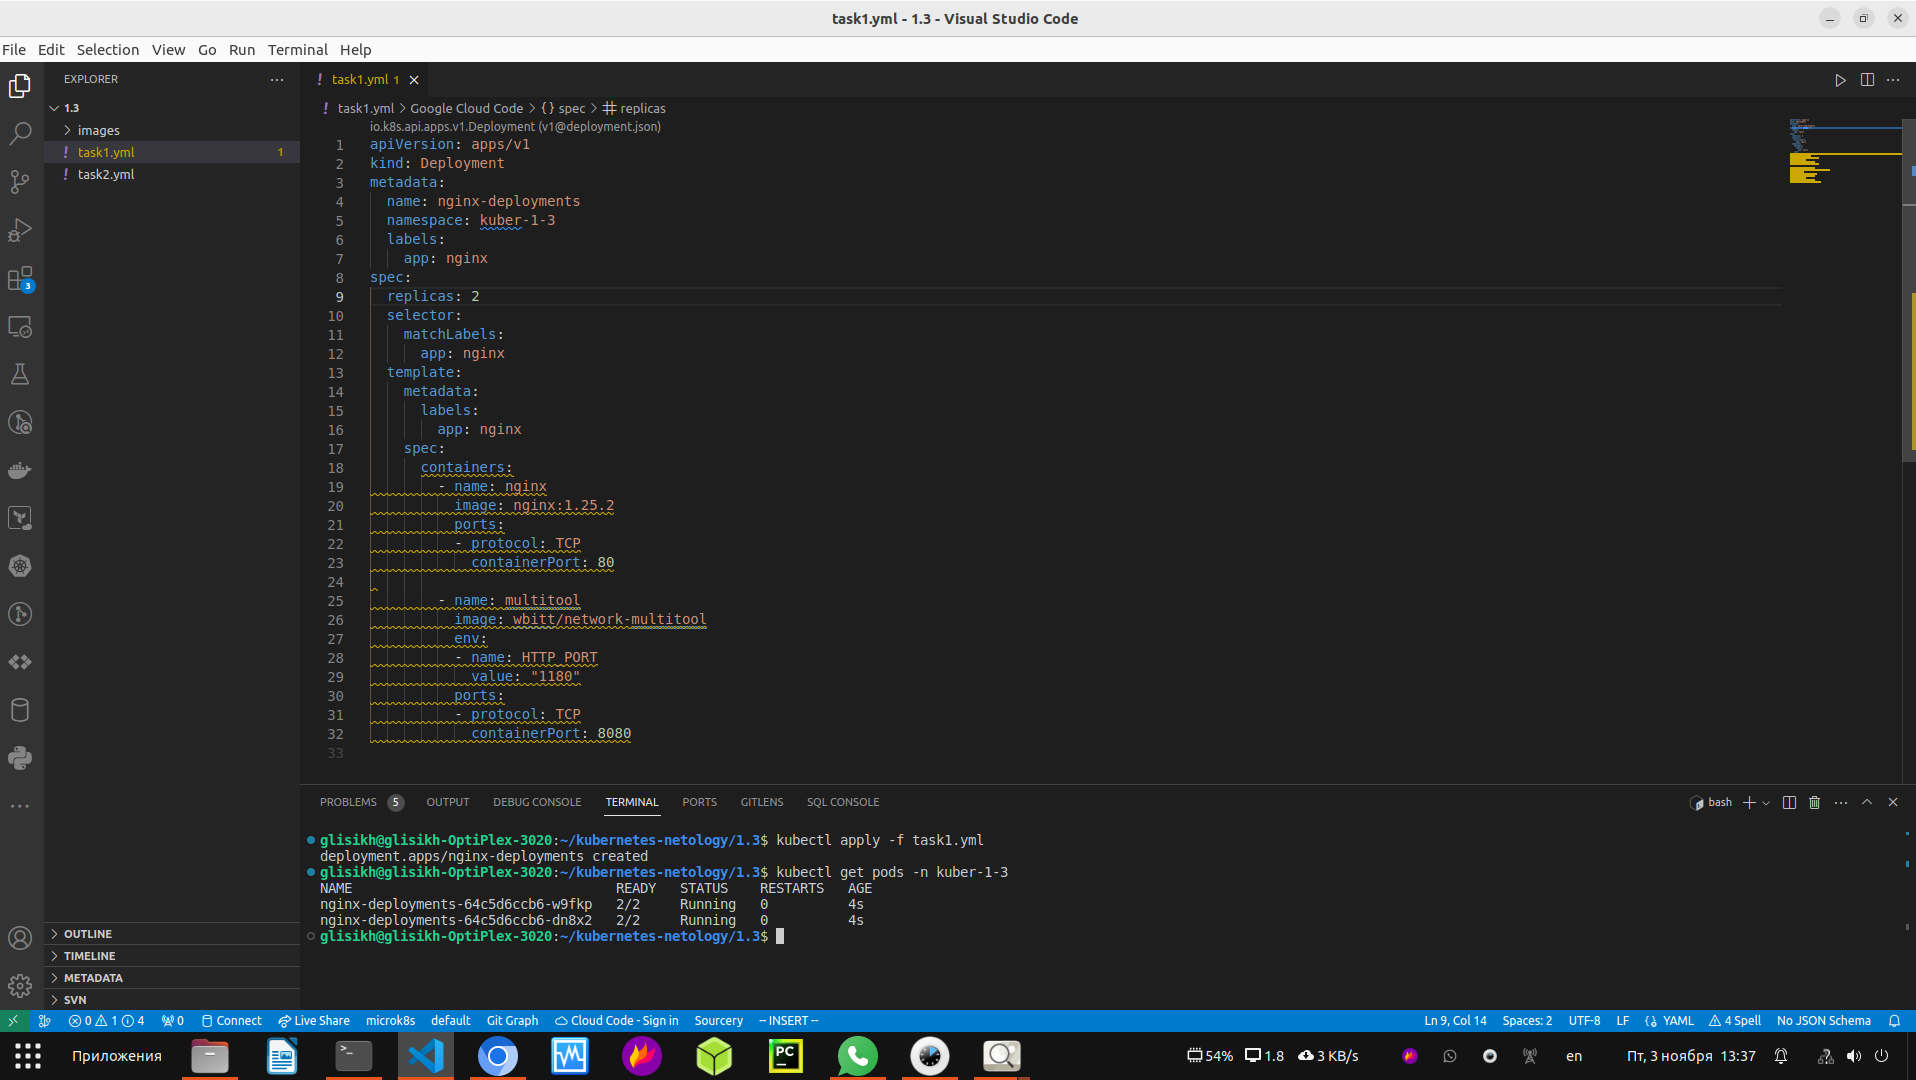 task1.yml - 1.3 - Visual Studio Code
File Edit Selection View Go Run Terminal Help
EXPLORER
1.3
images
! task1.yml 1
! task2.yml
OUTLINE
TIMELINE
METADATA
SVN
3
! task1.yml 1
! task1.yml > Google Cloud Code > {} spec > replicas
io.k8s.api.apps.v1.Deployment (v1@deployment.json)
1 apiVersion: apps/v1
2 kind: Deployment
3 metadata:
4 name: nginx-deployments
5 namespace: kuber-1-3
6 labels:
7 app: nginx
8 spec:
9 replicas: 2
10 selector:
11 matchLabels:
12 app: nginx
13 template:
14 metadata:
15 labels:
16 app: nginx
17 spec:
18 containers:
19 - name: nginx
20 image: nginx:1.25.2
21 ports:
22 - protocol: TCP
23 containerPort: 80
24
25 - name: multitool
26 image: wbitt/network-multitool
27 env:
28 - name: HTTP_PORT
29 value: "1180"
30 ports:
31 - protocol: TCP
32 containerPort: 8080
33
PROBLEMS 5 OUTPUT DEBUG CONSOLE TERMINAL PORTS GITLENS SQL CONSOLE
bash
glisikh@glisikh-OptiPlex-3020:~/kubernetes-netology/1.3$ kubectl apply -f task1.yml
deployment.apps/nginx-deployments created
glisikh@glisikh-OptiPlex-3020:~/kubernetes-netology/1.3$ kubectl get pods -n kuber-1-3
NAME READY STATUS RESTARTS AGE
nginx-deployments-64c5d6ccb6-w9fkp 2/2 Running 0 4s
nginx-deployments-64c5d6ccb6-dn8x2 2/2 Running 0 4s
glisikh@glisikh-OptiPlex-3020:~/kubernetes-netology/1.3$
0 1 4 0 Connect Live Share microk8s default Git Graph Cloud Code - Sign in Sourcery -- INSERT -- Ln 9, Col 14 Spaces: 2 UTF-8 LF YAML 4 Spell No JSON Schema
Приложения PC 54% 1.8 3 KB/s en Пт, 3 ноября 13:37